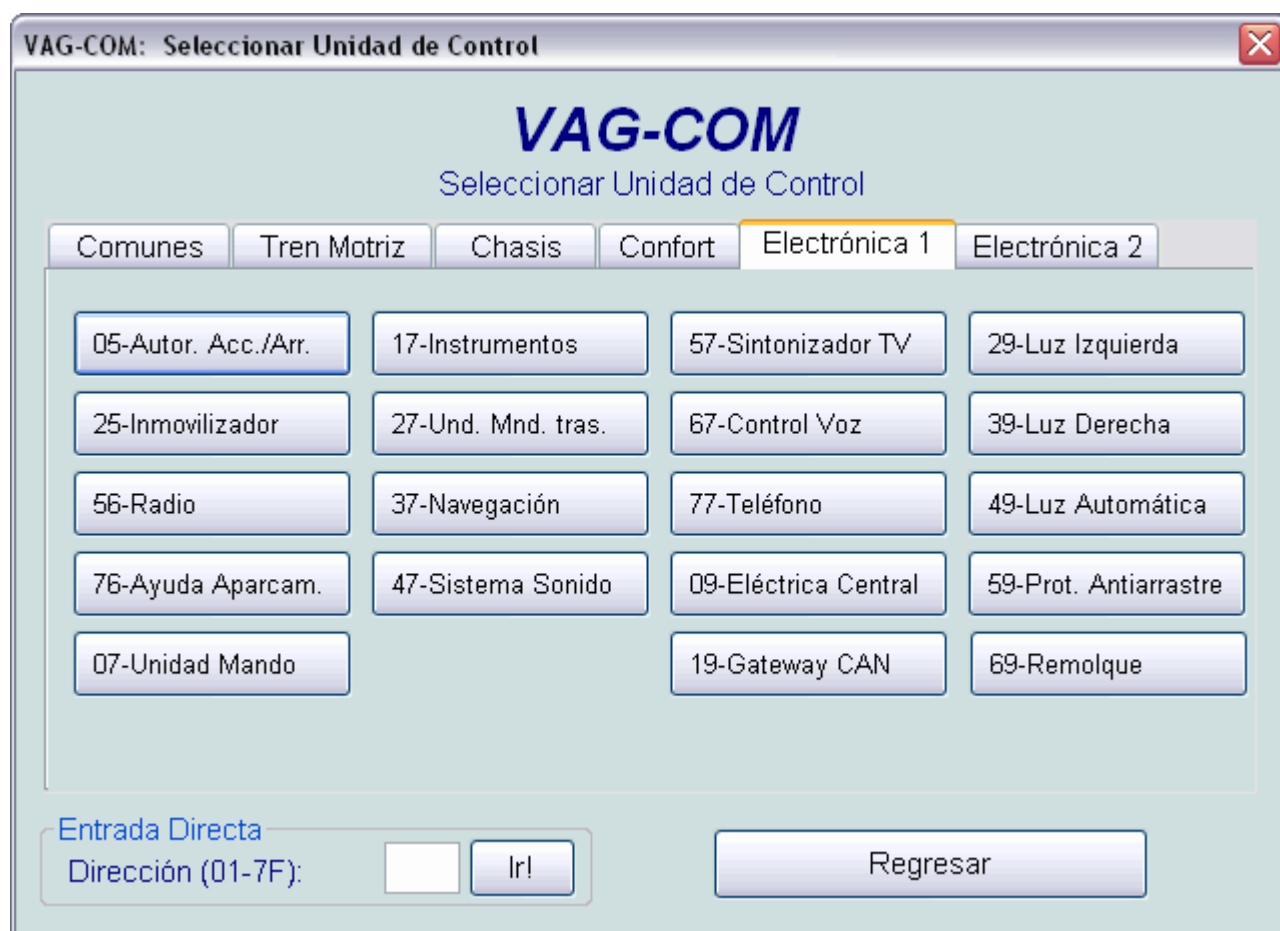 VAG-COM: Seleccionar Unidad de Control
VAG-COM
Seleccionar Unidad de Control
Comunes Tren Motriz Chasis Confort Electrónica 1 Electrónica 2
05-Autor. Acc./Arr. 17-Instrumentos 57-Sintonizador TV 29-Luz Izquierda
25-Inmovilizador 27-Und. Mnd. tras. 67-Control Voz 39-Luz Derecha
56-Radio 37-Navegación 77-Teléfono 49-Luz Automática
76-Ayuda Aparcam. 47-Sistema Sonido 09-Eléctrica Central 59-Prot. Antiarrastre
07-Unidad Mando 19-Gateway CAN 69-Remolque
Entrada Directa
Dirección (01-7F): Ir! Regresar